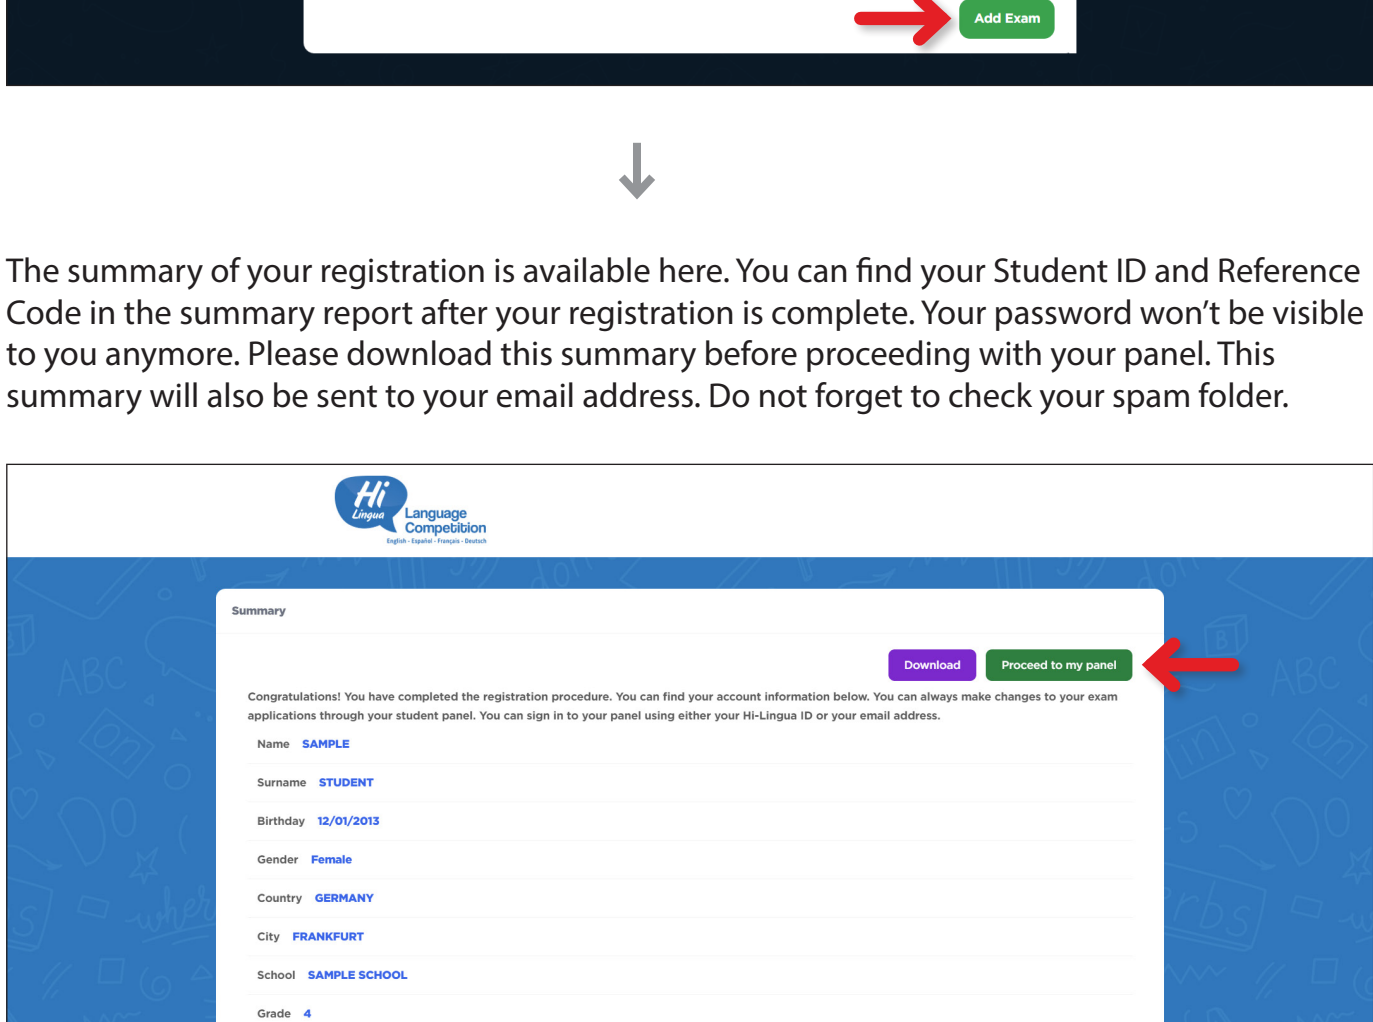 Add Exam
The summary of your registration is available here. You can find your Student ID and Reference
Code in the summary report after your registration is complete. Your password won’t be visible
to you anymore. Please download this summary before proceeding with your panel. This
summary will also be sent to your email address. Do not forget to check your spam folder.
Hi
Lingua
Language
Competition
English - Español - Français - Deutsch
Summary
Download
Proceed to my panel
Congratulations! You have completed the registration procedure. You can find your account information below. You can always make changes to your exam
applications through your student panel. You can sign in to your panel using either your Hi-Lingua ID or your email address.
Name SAMPLE
Surname STUDENT
Birthday 12/01/2013
Gender Female
Country GERMANY
City FRANKFURT
School SAMPLE SCHOOL
Grade 4